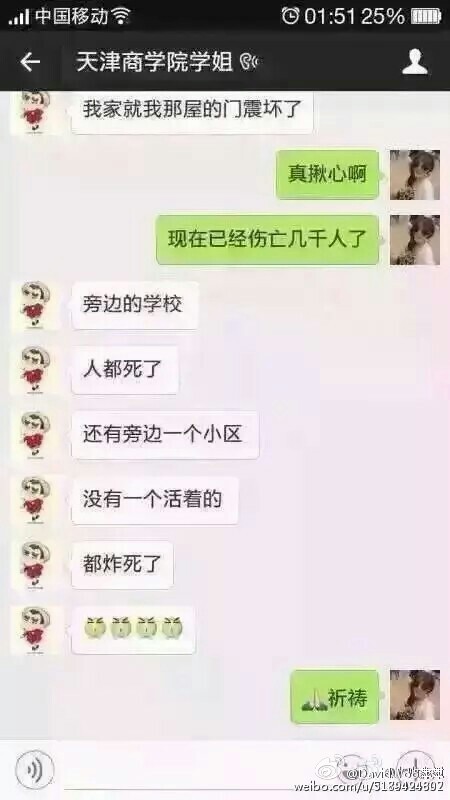 中国移动 01:51 25%
天津商学院学姐
我家就我那屋的门震坏了
真揪心啊
现在已经伤亡几千人了
旁边的学校
人都死了
还有旁边一个小区
没有一个活着的
都炸死了
祈祷
weibo.com/u/5189424892